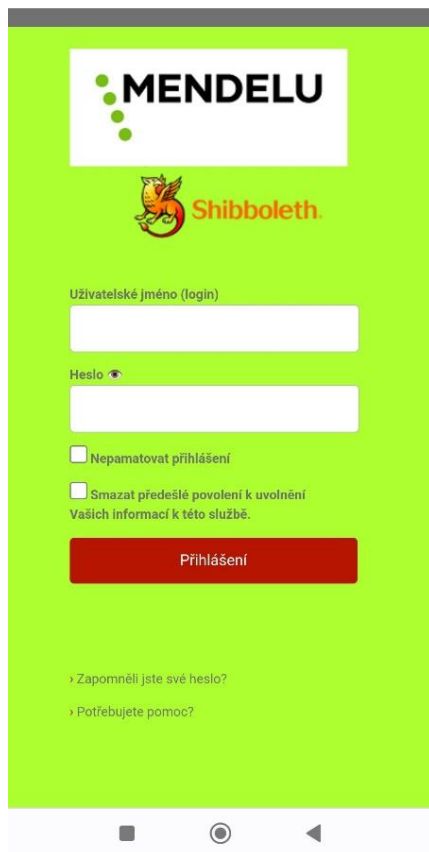 MENDELU
Shibboleth.
Uživatelské jméno (login)
Heslo
Nepamatovat přihlášení
Smazat předešlé povolení k uvolnění
Vašich informací k této službě.
Přihlášení
› Zapomněli jste své heslo?
› Potřebujete pomoc?